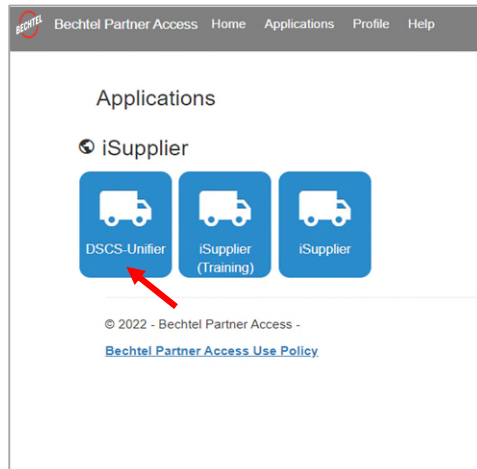 BECHTEL
Bechtel Partner Access Home Applications Profile Help
Applications
iSupplier
DSCS-Unifier
iSupplier
(Training)
iSupplier
© 2022 - Bechtel Partner Access -
Bechtel Partner Access Use Policy